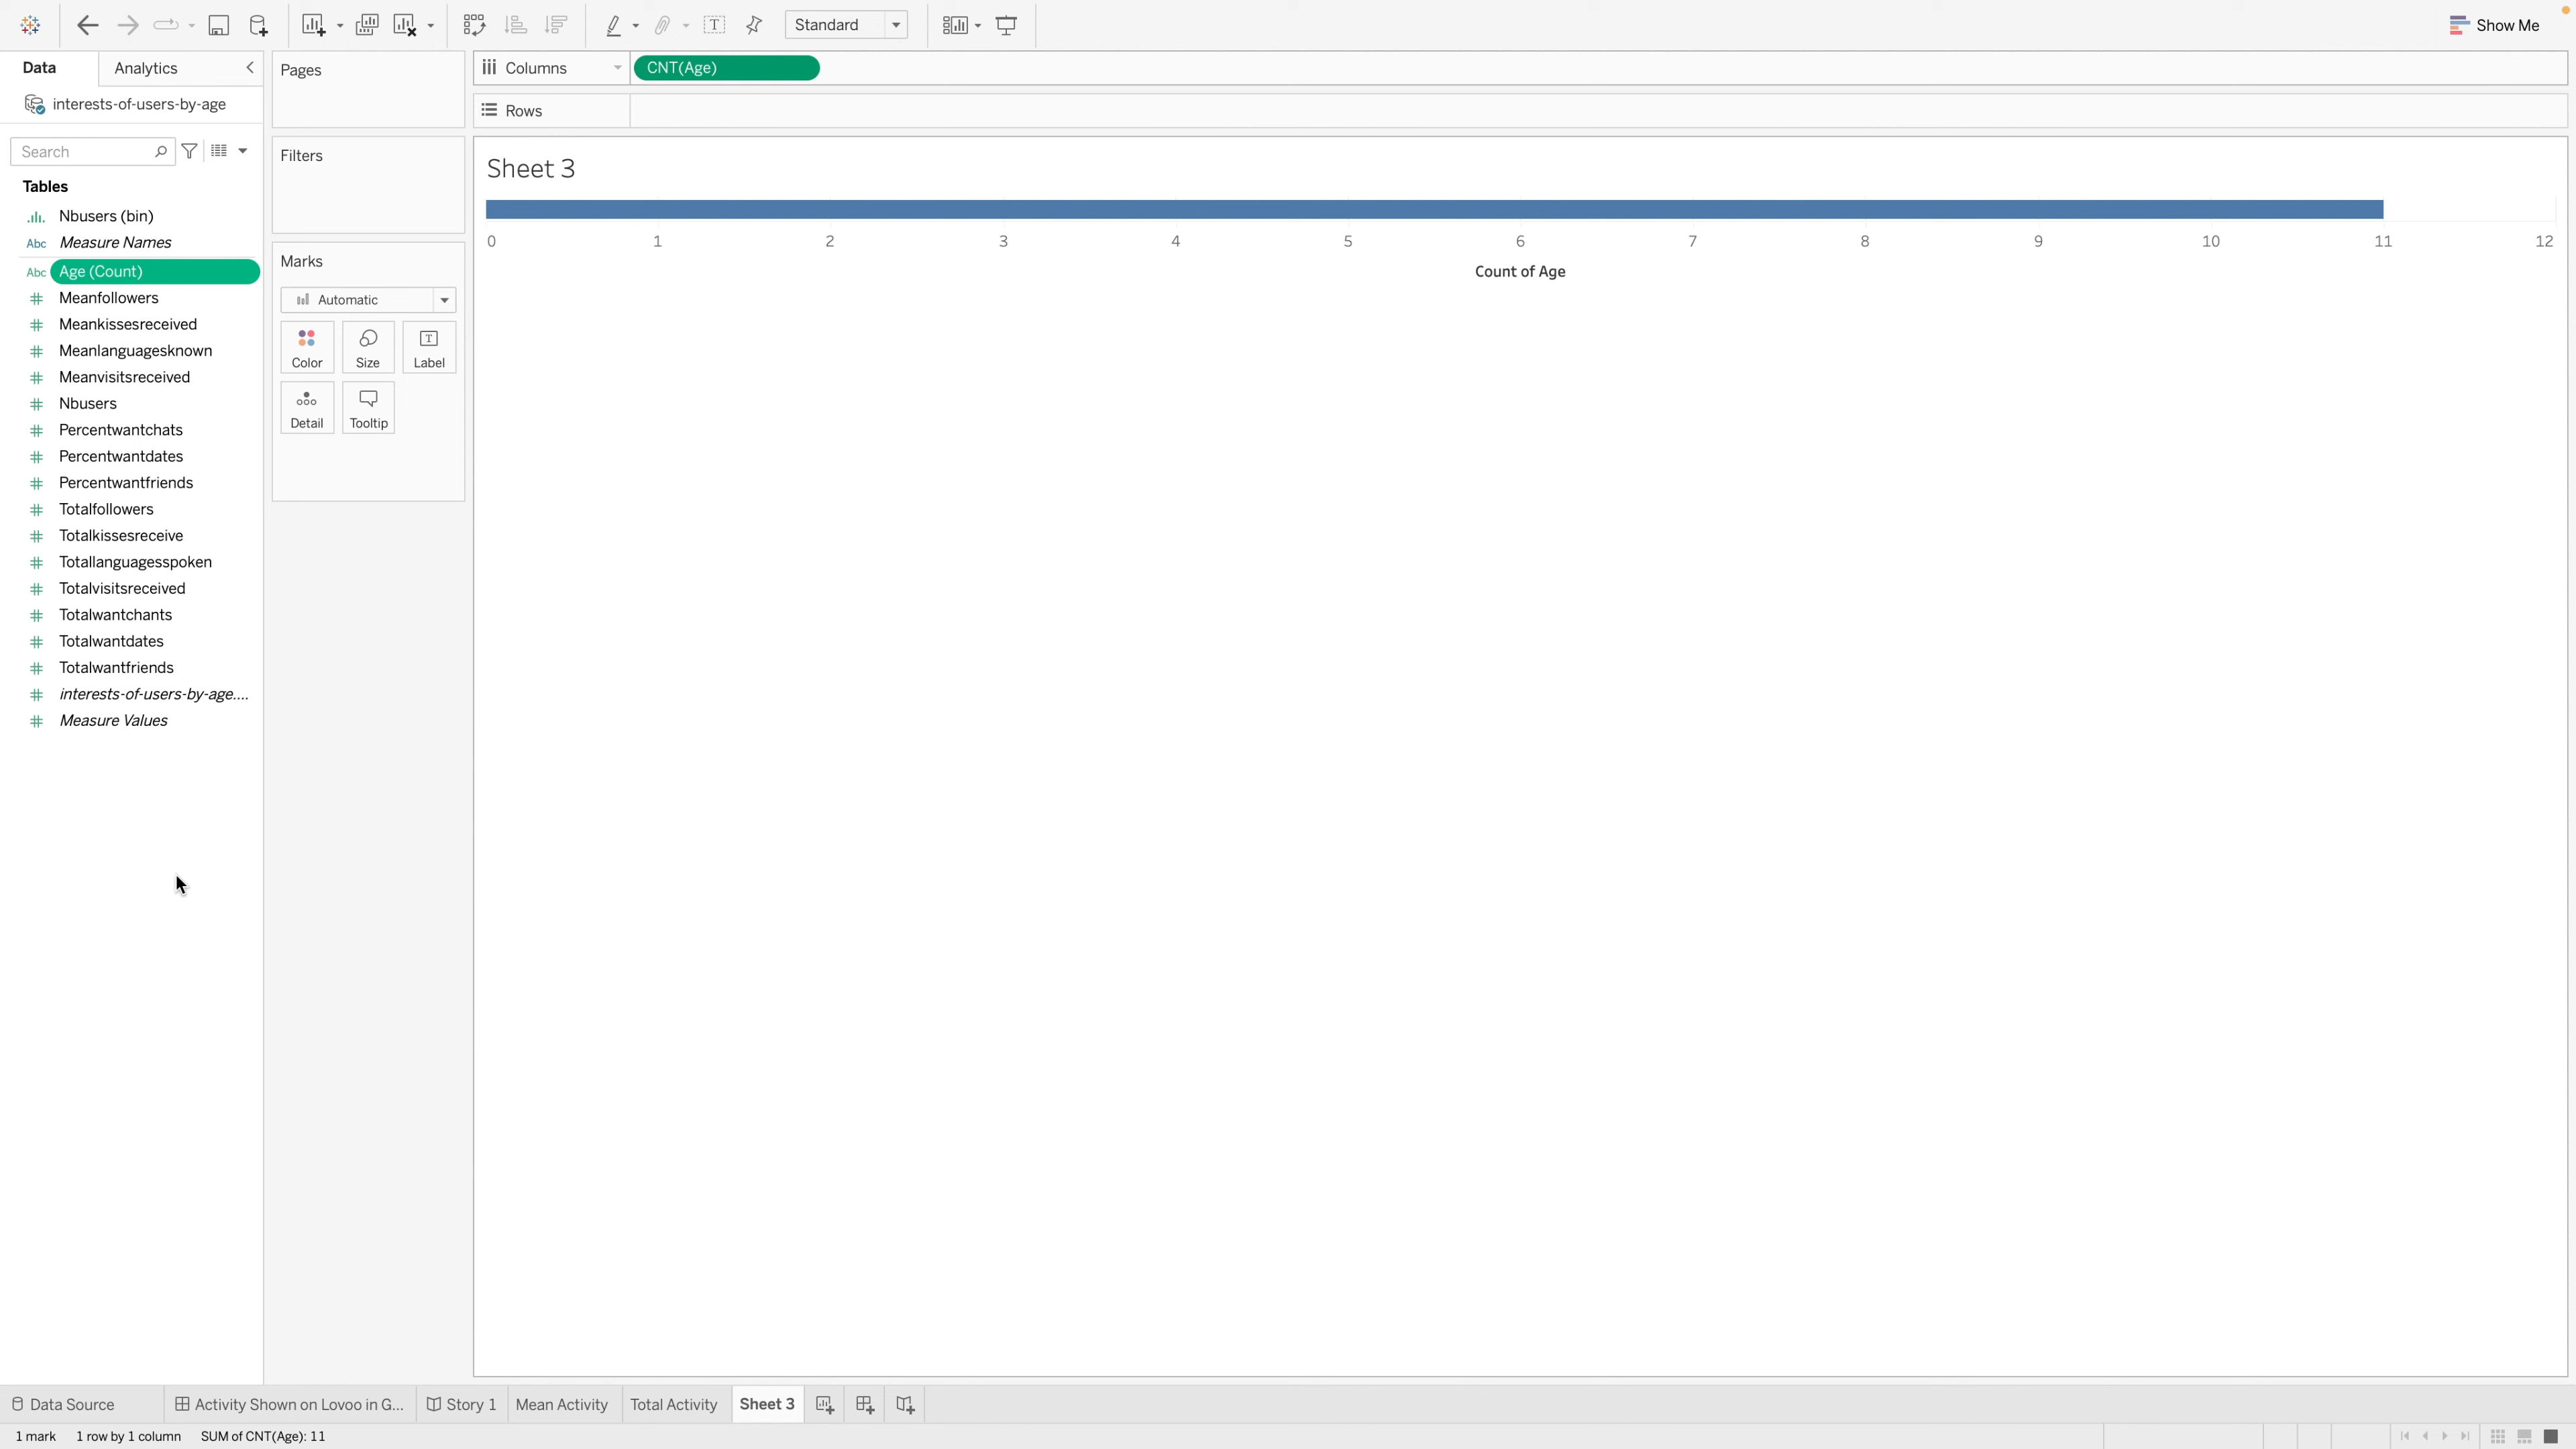 Standard
Show Me
Data
Analytics
interests-of-users-by-age
Search
Tables
Nbusers (bin)
Abc Measure Names
Abc Age (Count)
# Meanfollowers
# Meankissesreceived
# Meanlanguagesknown
# Meanvisitsreceived
# Nbusers
# Percentwantchats
# Percentwantdates
# Percentwantfriends
# Totalfollowers
# Totalkissesreceive
# Totallanguagesspoken
# Totalvisitsreceived
# Totalwantchants
# Totalwantdates
# Totalwantfriends
# interests-of-users-by-age....
# Measure Values
Pages
Filters
Marks
Automatic
Color
Size
T
Label
Detail
Tooltip
Columns
CNT(Age)
Rows
Sheet 3
0 1 2 3 4 5 6 7 8 9 10 11 12
Count of Age
Data Source
Activity Shown on Lovoo in G...
Story 1
Mean Activity
Total Activity
Sheet 3
1 mark 1 row by 1 column SUM of CNT(Age): 11